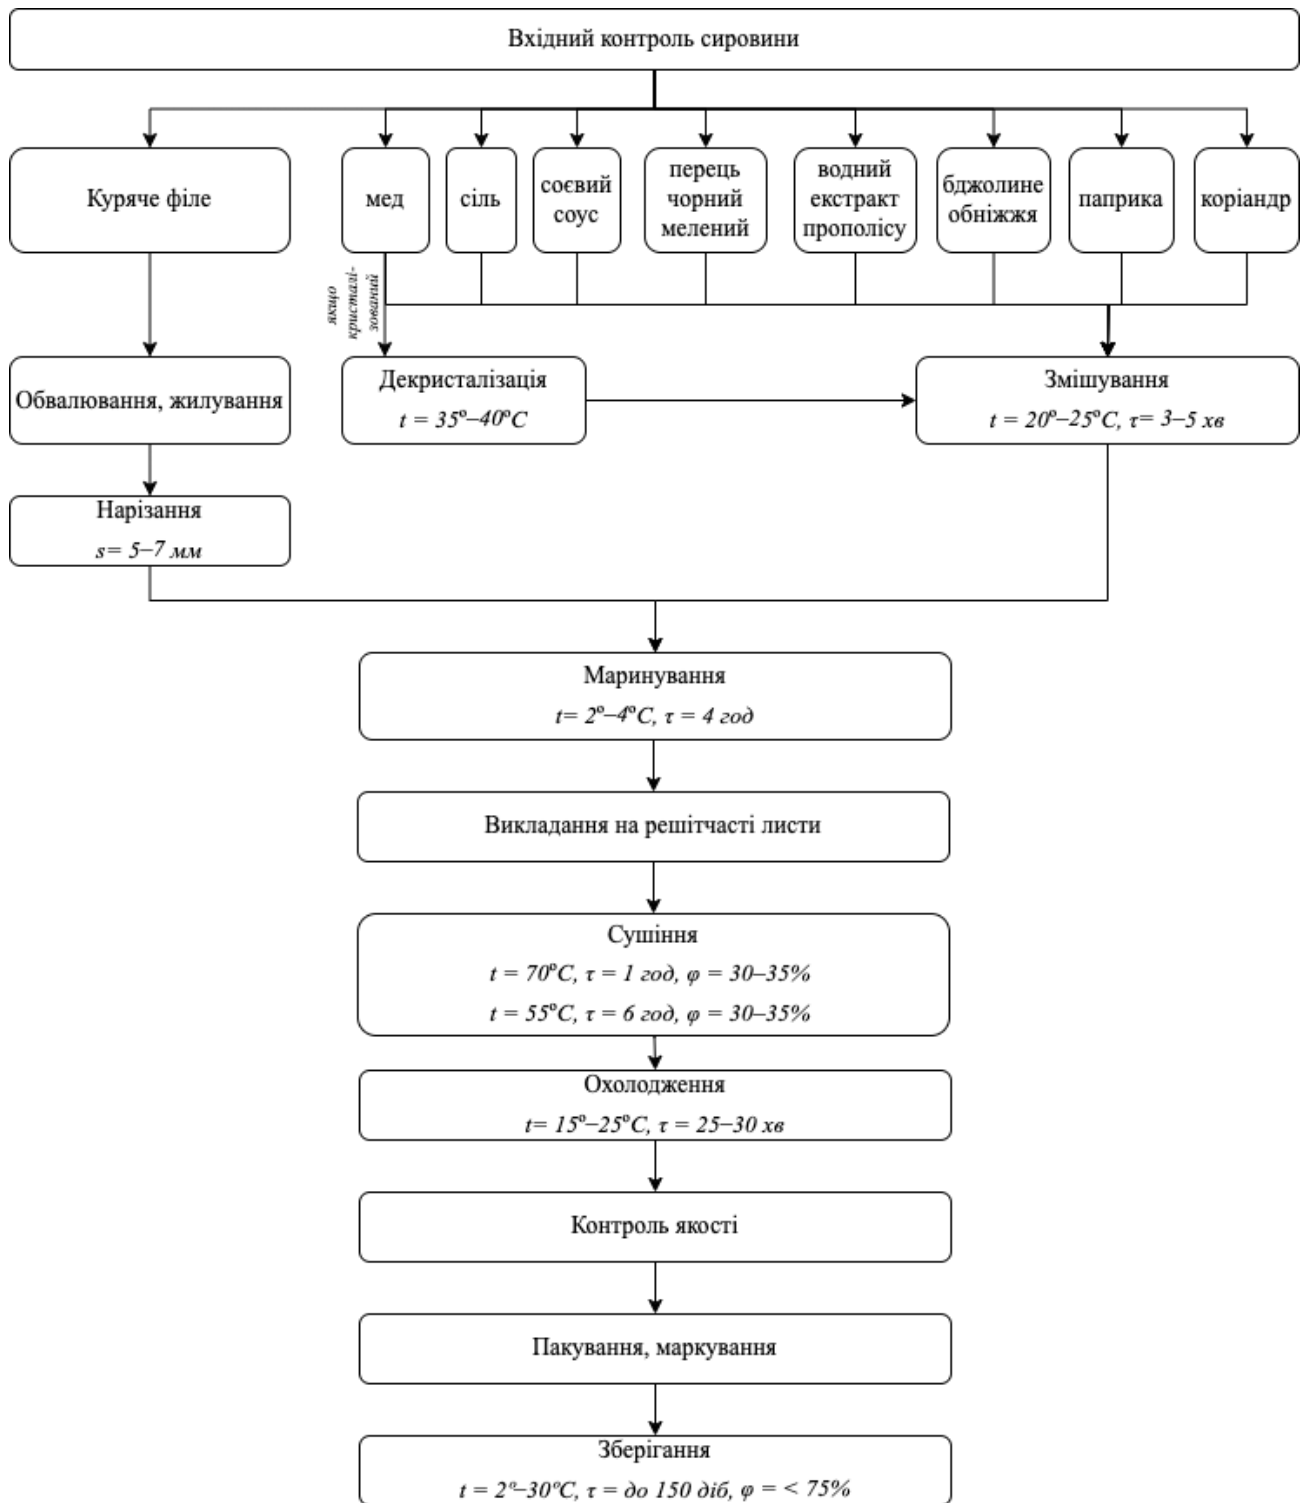 Вхідний контроль сировини
Куряче філе
мед
сіль
соєвий
соус
перець
чорний
мелений
водний
екстракт
прополісу
бджолине
обніжжя
паприка
коріандр
якщо
кристалі-
зований
Обвалювання, жилування
Декристалізація
t = 35º–40ºC
Змішування
t = 20º–25ºC, τ= 3–5 хв
Нарізання
s= 5–7 мм
Маринування
t= 2º–4ºC, τ = 4 год
Викладання на решітчасті листи
Сушіння
t = 70ºC, τ = 1 год, φ = 30–35%
t = 55ºC, τ = 6 год, φ = 30–35%
Охолодження
t= 15º–25ºC, τ = 25–30 хв
Контроль якості
Пакування, маркування
Зберігання
t = 2º–30ºC, τ = до 150 діб, φ = < 75%